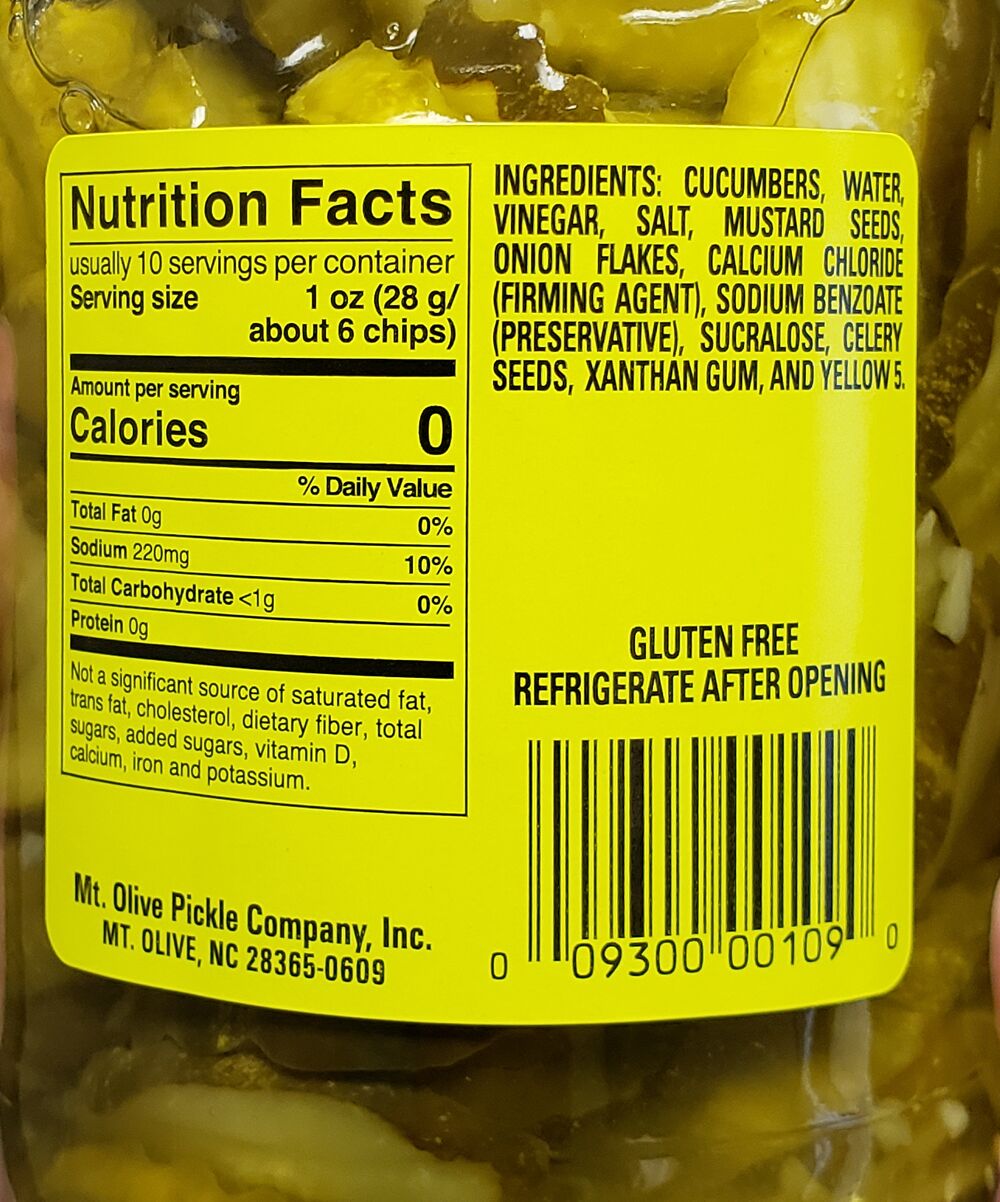 Nutrition Facts
usually 10 servings per container
Serving size 1 oz (28 g/
about 6 chips)
Amount per serving
Calories 0
% Daily Value
Total Fat 0g 0%
Sodium 220mg 10%
Total Carbohydrate <1g 0%
Protein 0g
Not a significant source of saturated fat,
trans fat, cholesterol, dietary fiber, total
sugars, added sugars, vitamin D,
calcium, iron and potassium.
Mt. Olive Pickle Company, Inc.
MT. OLIVE, NC 28365-0609
INGREDIENTS: CUCUMBERS, WATER,
VINEGAR, SALT, MUSTARD SEEDS,
ONION FLAKES, CALCIUM CHLORIDE
(FIRMING AGENT), SODIUM BENZOATE
(PRESERVATIVE), SUCRALOSE, CELERY
SEEDS, XANTHAN GUM, AND YELLOW 5.
GLUTEN FREE
REFRIGERATE AFTER OPENING
0 09300 00109 0